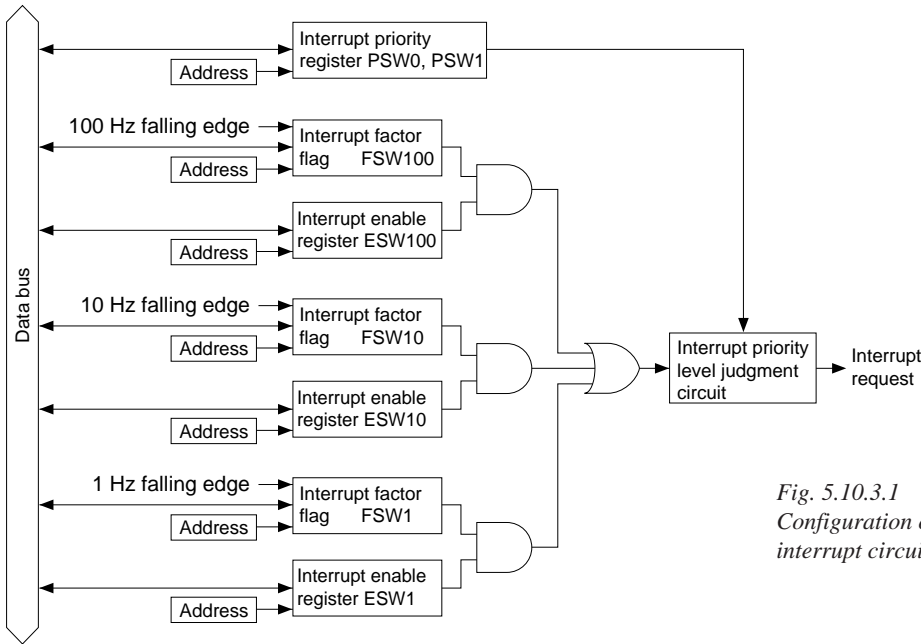 Interrupt priority
register PSW0, PSW1
Address
100 Hz falling edge
Interrupt factor
flag FSW100
Address
Interrupt enable
register ESW100
Address
Data bus
10 Hz falling edge
Interrupt factor
flag FSW10
Address
Interrupt priority
level judgment
circuit
Interrupt
request
Interrupt enable
register ESW10
Address
1 Hz falling edge
Interrupt factor
flag FSW1
Address
Interrupt enable
register ESW1
Address
Fig. 5.10.3.1
Configuration
interrupt